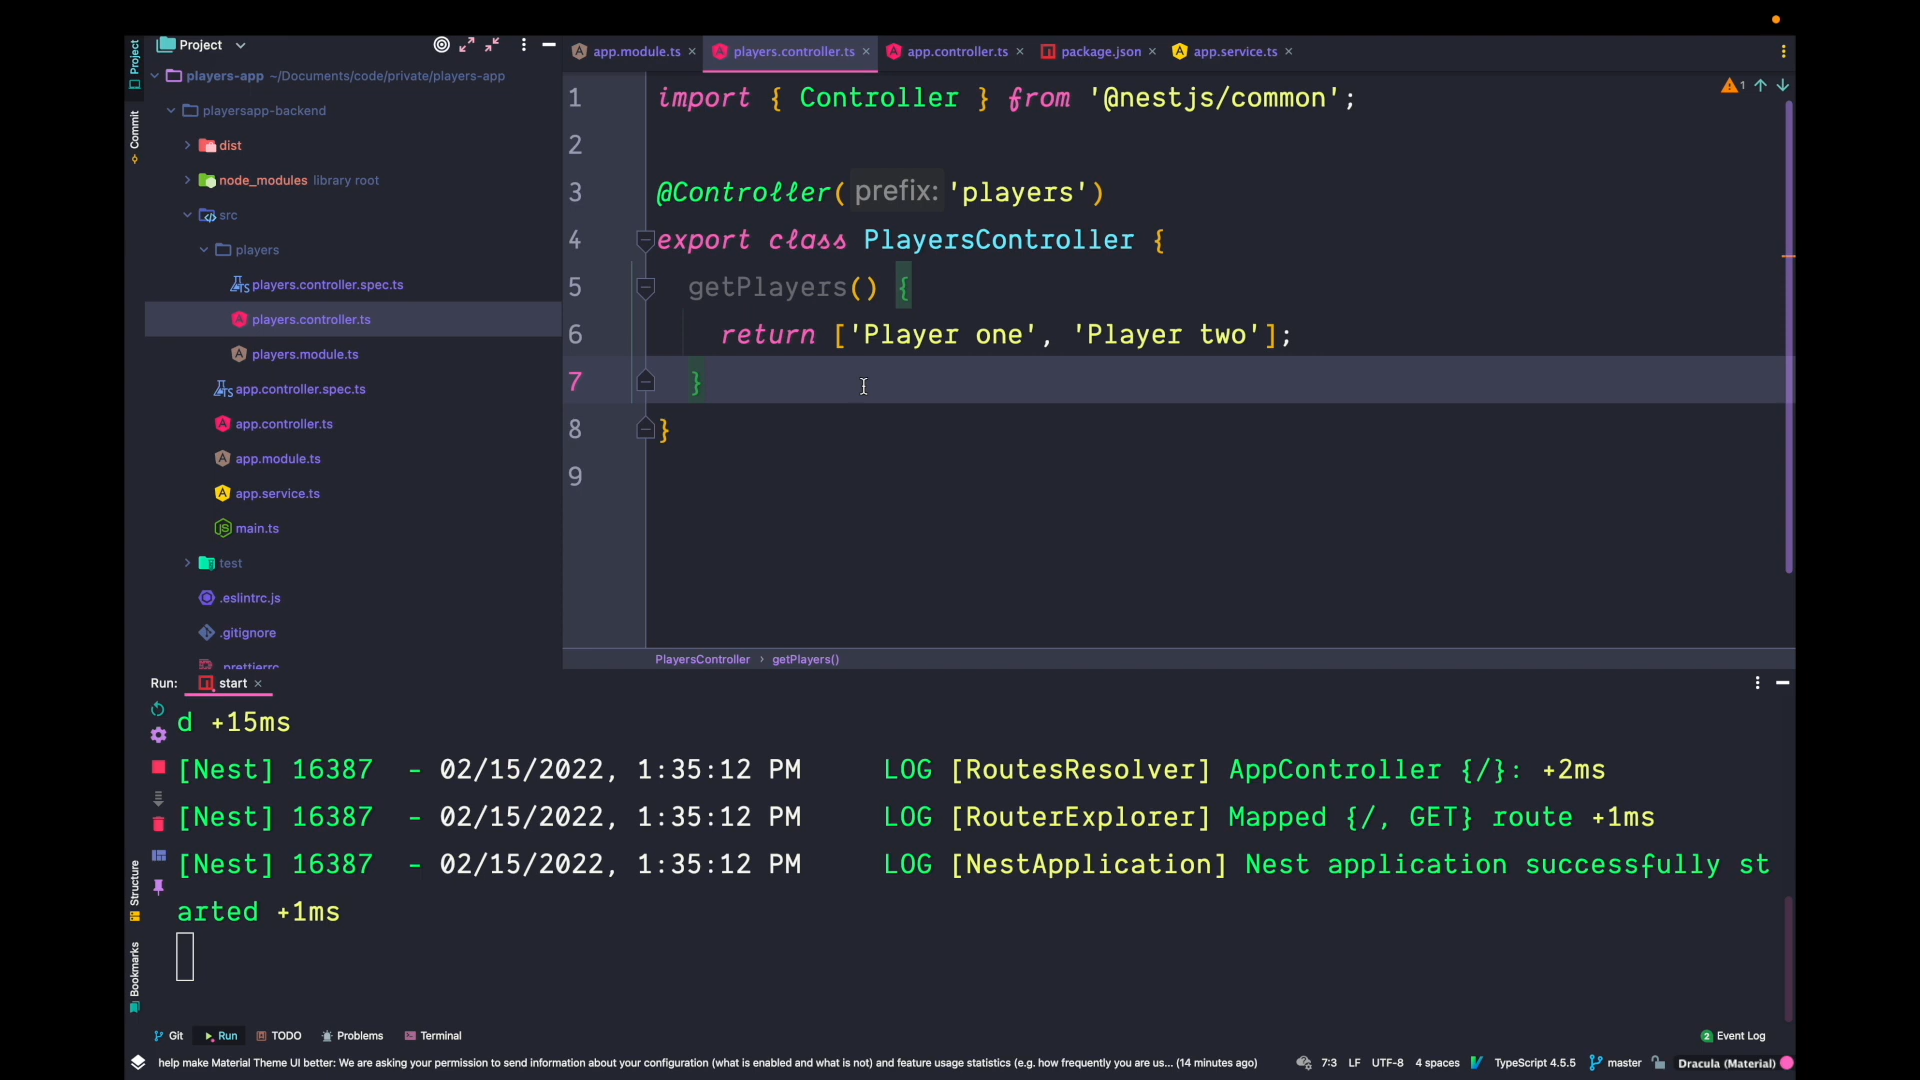 Project
app.module.ts
players.controller.ts
app.controller.ts
package.json
app.service.ts
Project
players-app ~/Documents/code/private/players-app
playersapp-backend
Commit
dist
node_modules library root
src
players
players.controller.spec.ts
players.controller.ts
players.module.ts
app.controller.spec.ts
app.controller.ts
app.module.ts
app.service.ts
main.ts
test
.eslintrc.js
.gitignore
.prettierrc
1 import { Controller } from '@nestjs/common';
2
3 @Controller( prefix: 'players')
4 export class PlayersController {
5 getPlayers() {
6 return ['Player one', 'Player two'];
7 }
8 }
9
1
PlayersController › getPlayers()
Run: start
d +15ms
[Nest] 16387 - 02/15/2022, 1:35:12 PM LOG [RoutesResolver] AppController {/}: +2ms
[Nest] 16387 - 02/15/2022, 1:35:12 PM LOG [RouterExplorer] Mapped {/, GET} route +1ms
[Nest] 16387 - 02/15/2022, 1:35:12 PM LOG [NestApplication] Nest application successfully st
arted +1ms
Structure
Bookmarks
Git Run TODO Problems Terminal 2 Event Log
help make Material Theme UI better: We are asking your permission to send information about your configuration (what is enabled and what is not) and feature usage statistics (e.g. how frequently you are us... (14 minutes ago) 7:3 LF UTF-8 4 spaces TypeScript 4.5.5 master Dracula (Material)